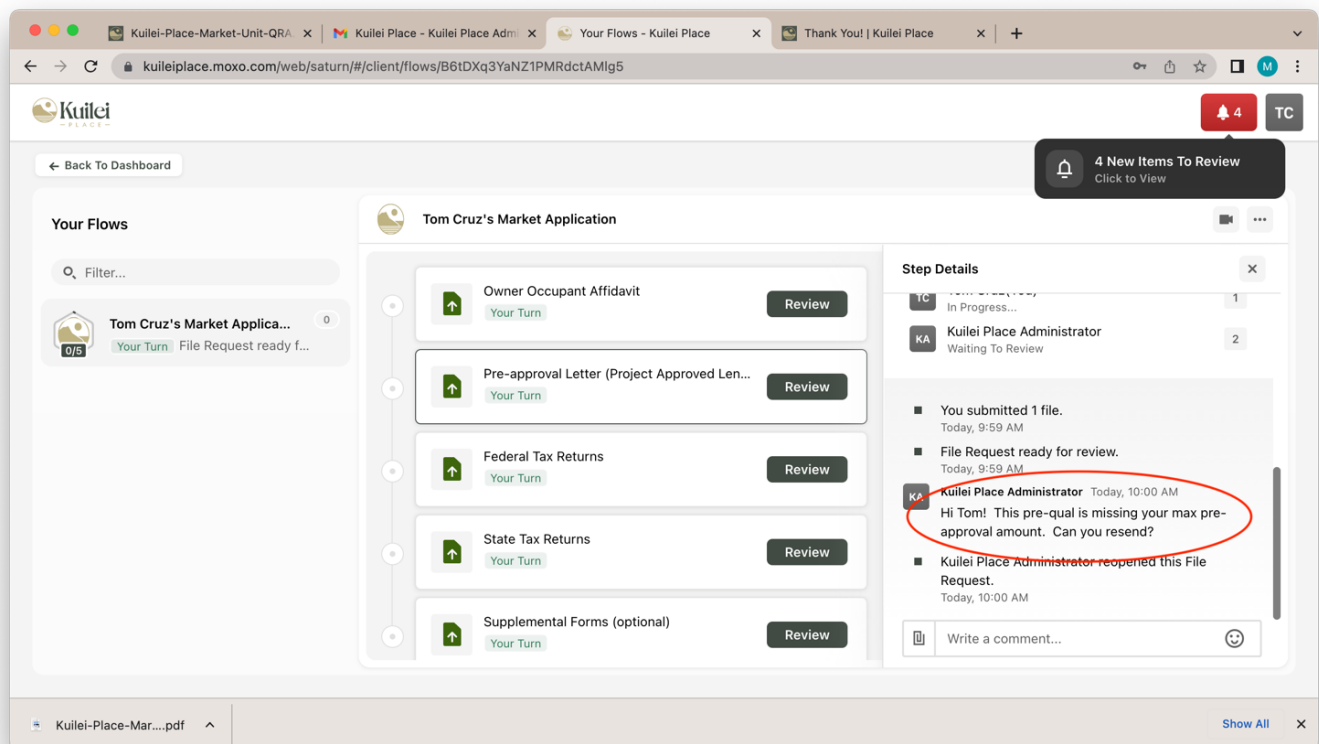 Kuilei-Place-Market-Unit-QRA
Kuilei Place - Kuilei Place Admi
Your Flows - Kuilei Place
Thank You! | Kuilei Place
kuileiplace.moxo.com/web/saturn/#/client/flows/B6tDXq3YaNZ1PMRdctAMlg5
M
Kuilei
PLACE
4
TC
Back To Dashboard
4 New Items To Review
Click to View
Your Flows
Filter...
Tom Cruz's Market Applica...
0
0/5
Your Turn File Request ready f...
Tom Cruz's Market Application
Owner Occupant Affidavit
Your Turn
Review
Pre-approval Letter (Project Approved Len...
Your Turn
Review
Federal Tax Returns
Your Turn
Review
State Tax Returns
Your Turn
Review
Supplemental Forms (optional)
Your Turn
Review
Step Details
TC
In Progress...
1
KA
Kuilei Place Administrator
Waiting To Review
2
You submitted 1 file.
Today, 9:59 AM
File Request ready for review.
Today, 9:59 AM
KA
Kuilei Place Administrator Today, 10:00 AM
Hi Tom! This pre-qual is missing your max pre-
approval amount. Can you resend?
Kuilei Place Administrator reopened this File
Request.
Today, 10:00 AM
Write a comment...
Kuilei-Place-Mar....pdf
Show All